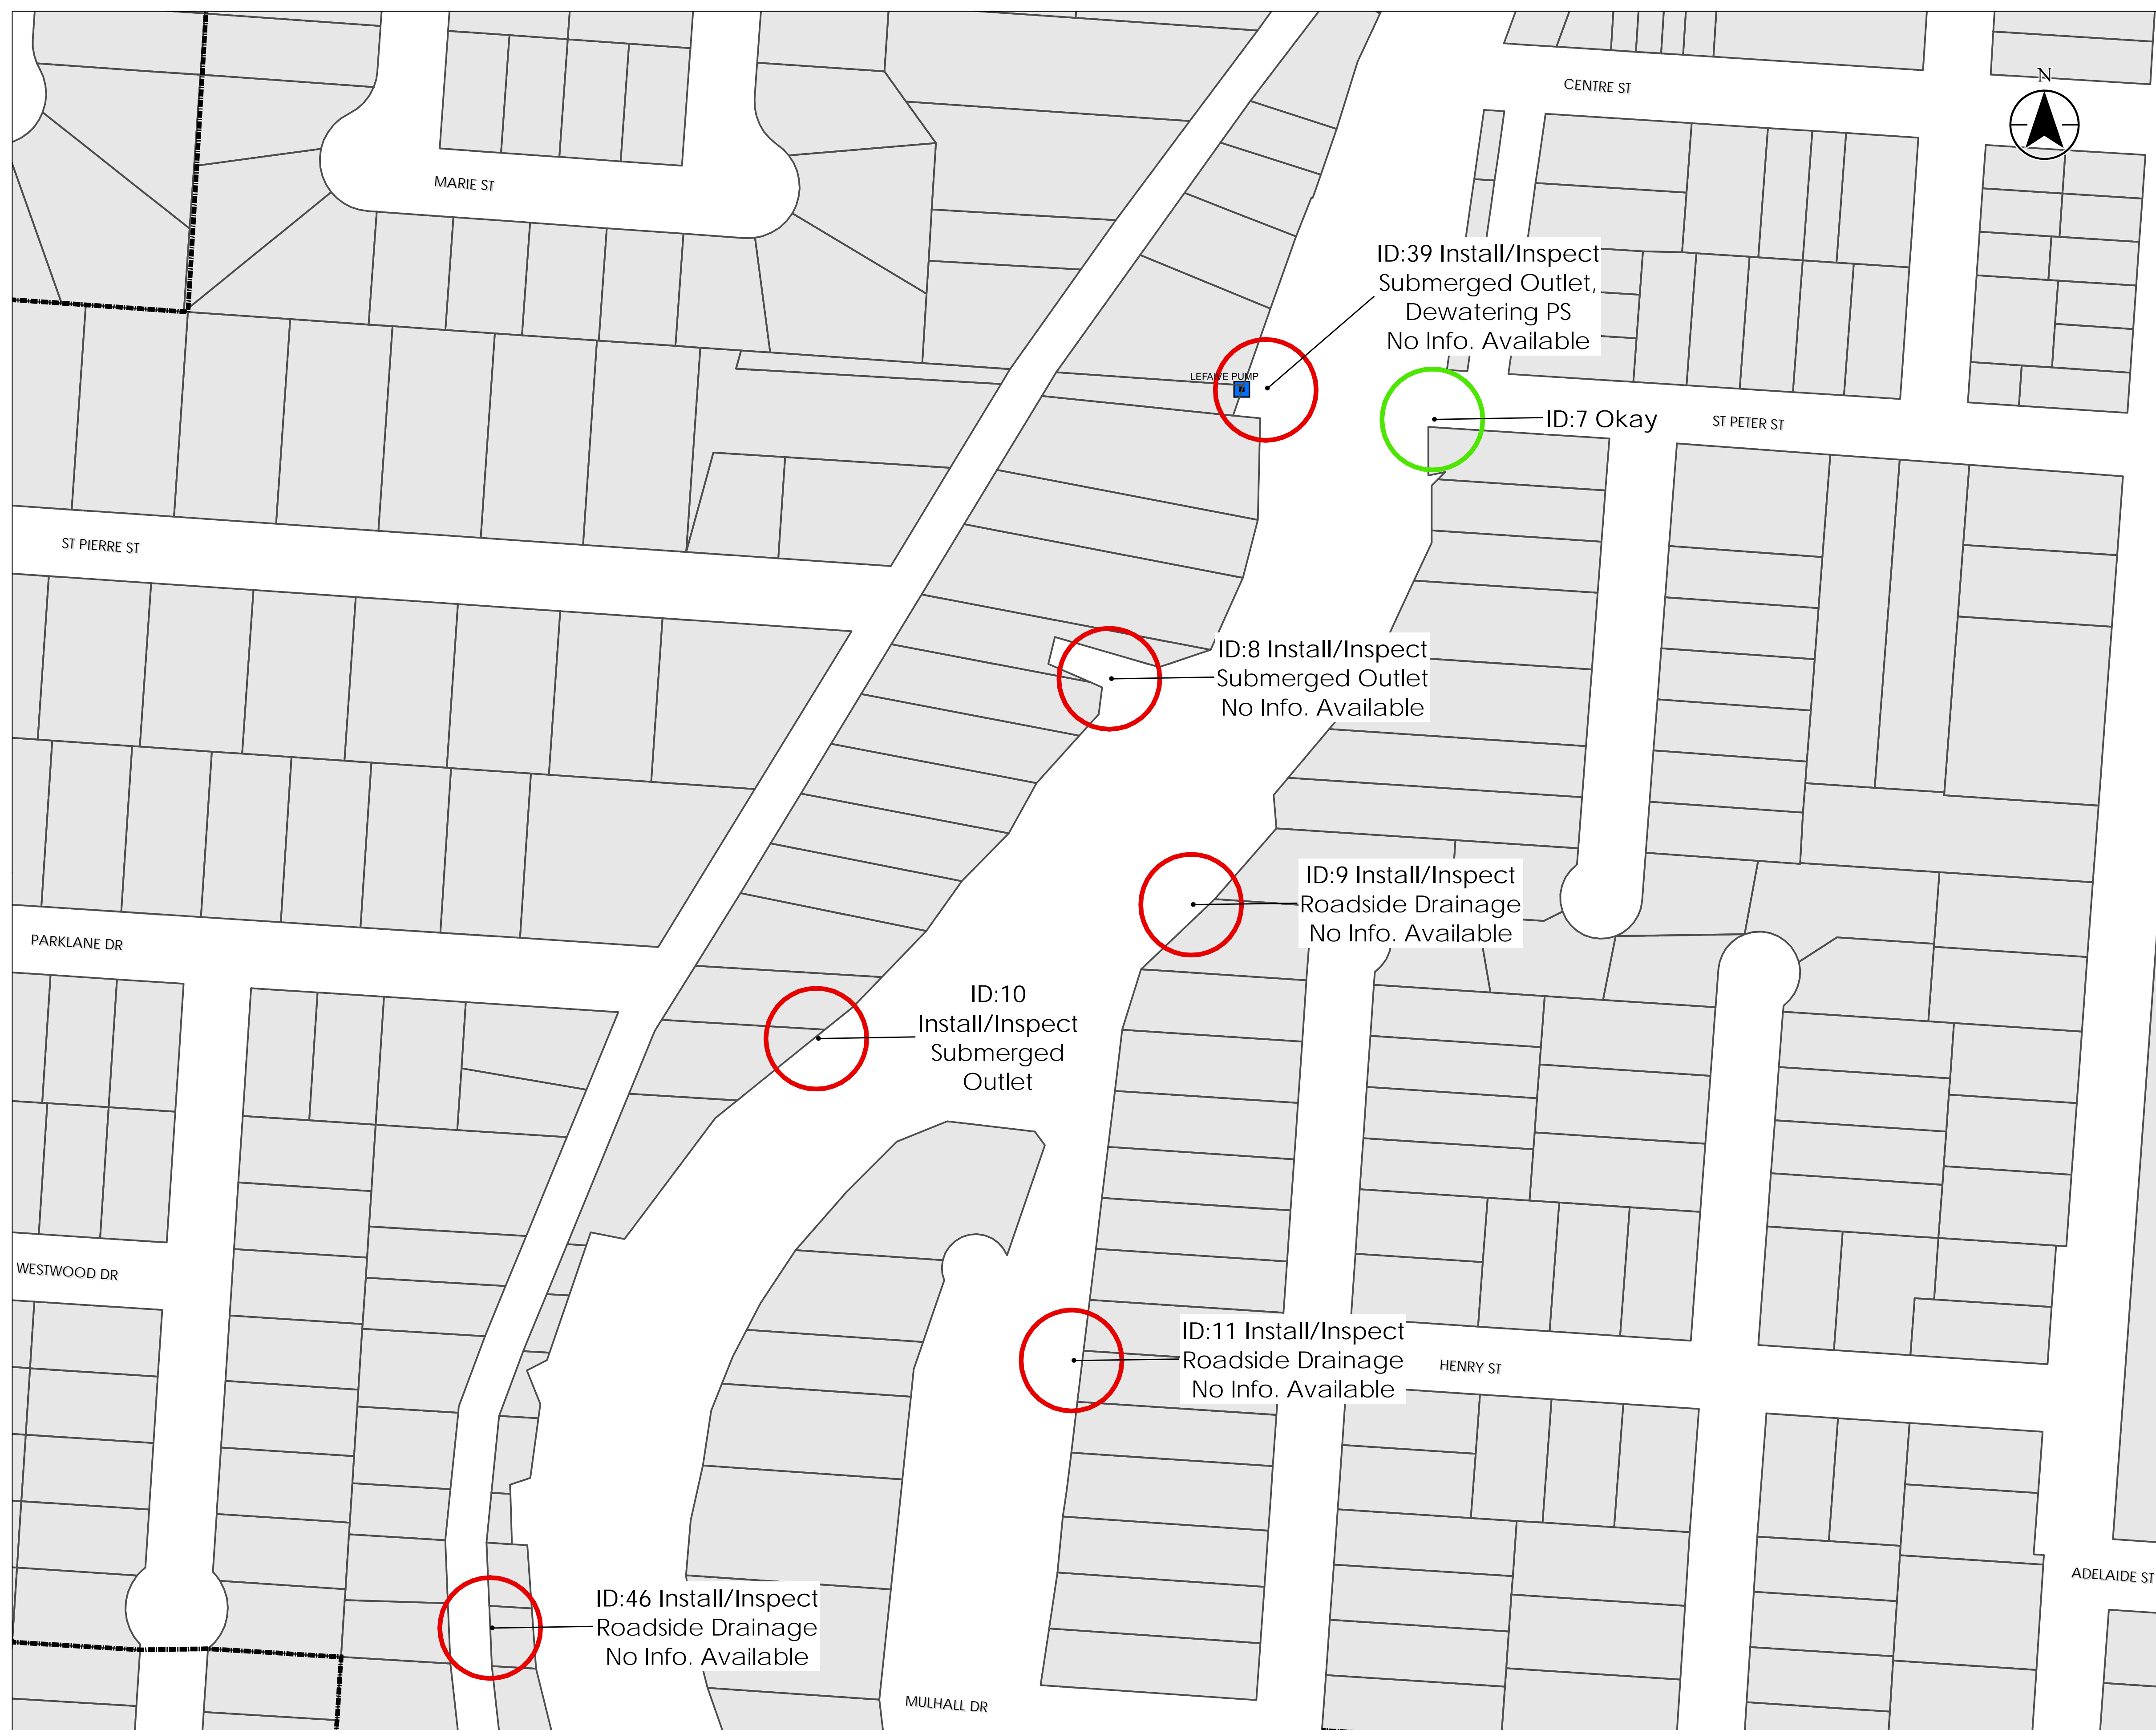 CENTRE ST
N
MARIE ST
ID:39 Install/Inspect
Submerged Outlet,
Dewatering PS
No Info. Available
LEFAIVE PUMP
ID:7 Okay
ST PETER ST
ST PIERRE ST
ID:8 Install/Inspect
Submerged Outlet
No Info. Available
ID:9 Install/Inspect
Roadside Drainage
No Info. Available
PARKLANE DR
ID:10
Install/Inspect
Submerged
Outlet
WESTWOOD DR
ID:11 Install/Inspect
Roadside Drainage
No Info. Available
HENRY ST
ADELAIDE ST
ID:46 Install/Inspect
Roadside Drainage
No Info. Available
MULHALL DR